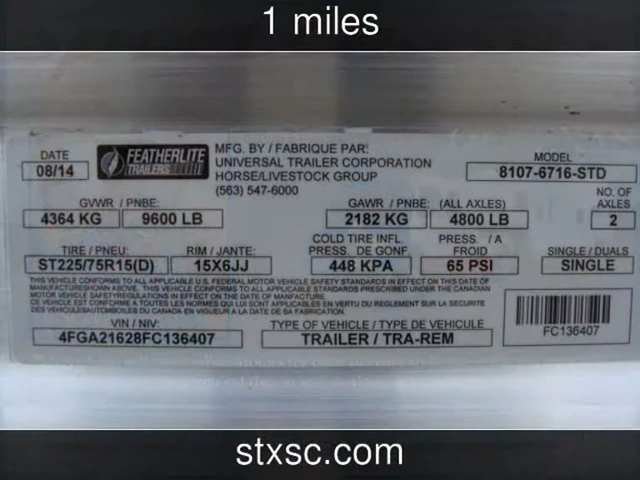 1 miles
DATE
08/14
FEATHERLITE
TRAILERS
MFG. BY / FABRIQUE PAR:
UNIVERSAL TRAILER CORPORATION
HORSE/LIVESTOCK GROUP
(563) 547-6000
MODEL
8107-6716-STD
GVWR / PNBE:
4364 KG 9600 LB
GAWR / PNBE: (ALL AXLES)
2182 KG 4800 LB
NO. OF
AXLES
2
TIRE / PNEU:
ST225/75R15(D)
RIM / JANTE:
15X6JJ
COLD TIRE INFL. PRESS. / A
PRESS. DE GONF. FROID
448 KPA 65 PSI
SINGLE / DUALS
SINGLE
THIS VEHICLE CONFORMS TO ALL APPLICABLE U.S. FEDERAL MOTOR VEHICLE SAFETY STANDARDS IN EFFECT ON THE DATE OF
MANUFACTURESHOWN ABOVE. THIS VEHICLE CONFORMS TO ALL APPLICABLE STANDARDS PRESCRIBED UNDER THE CANADIAN
MOTOR VEHICLE SAFETYREGULATIONS IN EFFECT ON THE DATE OF MANUFACTURE.
CE VEHICULE EST CONFORME A TOUTES LES NORMES QUI LUI SONT APPLICABLES EN VERTU DU REGLEMENT SUR LA SECURITE
DES VEHICULESAUTOMOBILES DU CANADA EN VIGUEUR A LA DATE DE SA FABRICATION.
VIN / NIV:
4FGA21628FC136407
TYPE OF VEHICLE / TYPE DE VEHICULE
TRAILER / TRA-REM
FC136407
stxsc.com